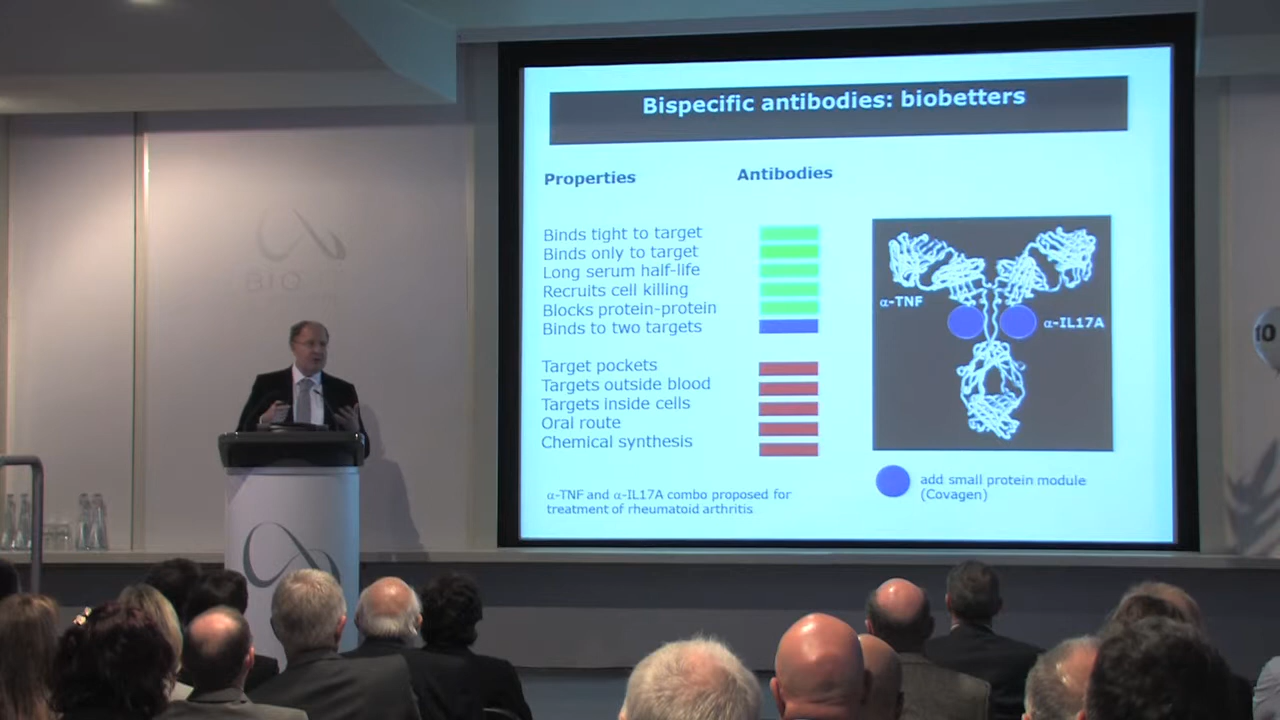 Bispecific antibodies: biobetters
Properties
Antibodies
Binds tight to target
Binds only to target
Long serum half-life
Recruits cell killing
Blocks protein-protein
Binds to two targets
Target pockets
Targets outside blood
Targets inside cells
Oral route
Chemical synthesis
α-TNF
α-IL17A
add small protein module
(Covagen)
α-TNF and α-IL17A combo proposed for
treatment of rheumatoid arthritis
10